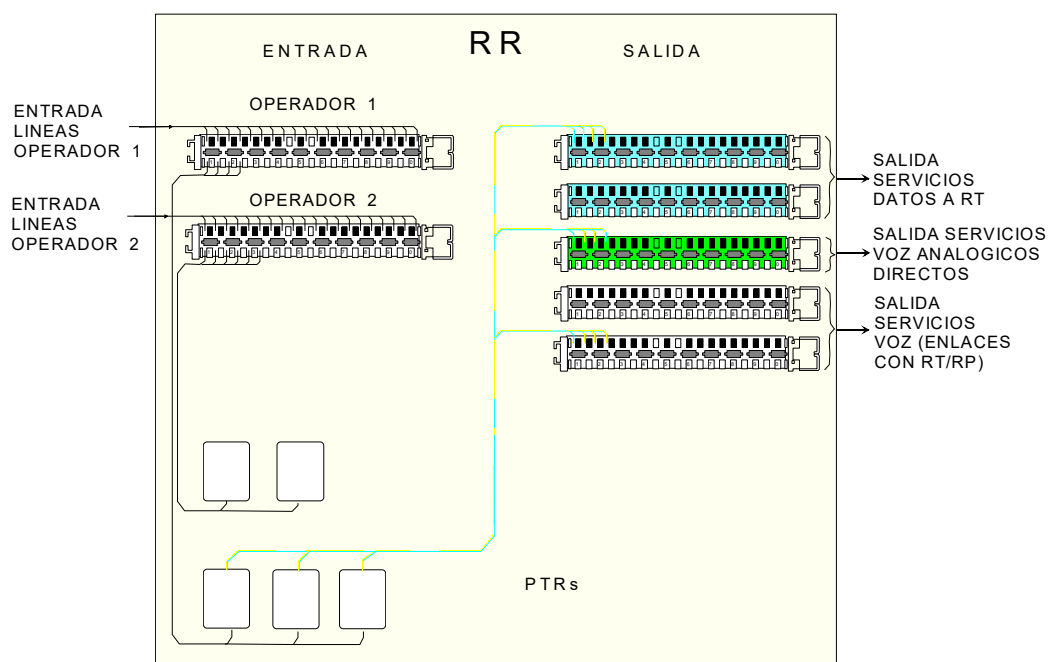 RR
ENTRADA
SALIDA
OPERADOR 1
ENTRADA
LINEAS
OPERADOR 1
OPERADOR 2
ENTRADA
LINEAS
OPERADOR 2
SALIDA
SERVICIOS
DATOS A RT
SALIDA SERVICIOS
VOZ ANALOGICOS
DIRECTOS
SALIDA
SERVICIOS
VOZ (ENLACES
CON RT/RP)
PTRs